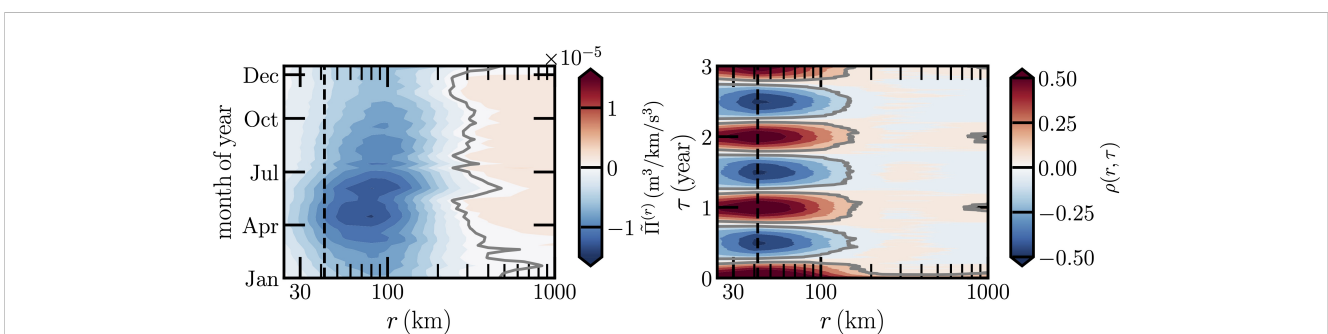 ×10⁻⁵
Dec
Oct
Jul
Apr
Jan
month of year
30
100
1000
r (km)
1
0
−1
Π̃⁽ʳ⁾ (m³/km/s³)
3
2
1
0
τ (year)
30
100
1000
r (km)
0.50
0.25
0.00
−0.25
−0.50
ρ(r, τ)